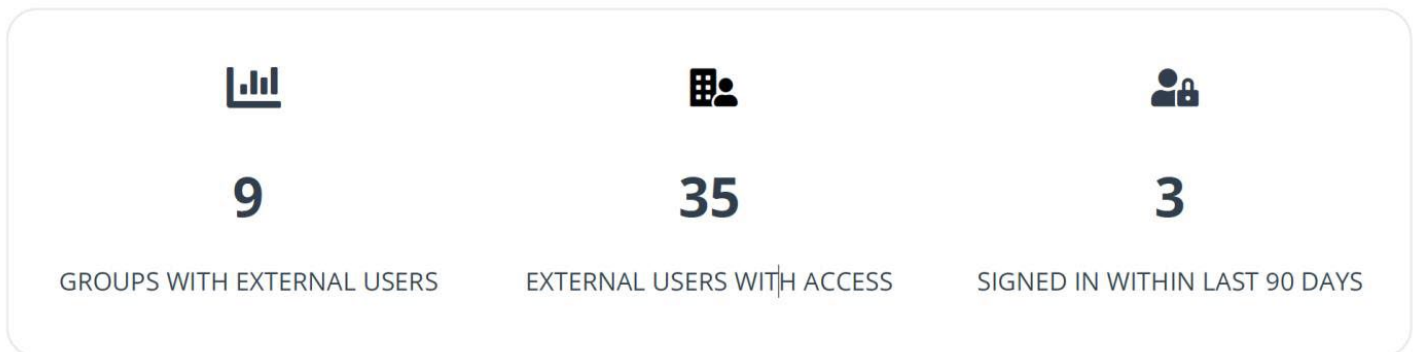 9 35 3
GROUPS WITH EXTERNAL USERS EXTERNAL USERS WITH ACCESS SIGNED IN WITHIN LAST 90 DAYS